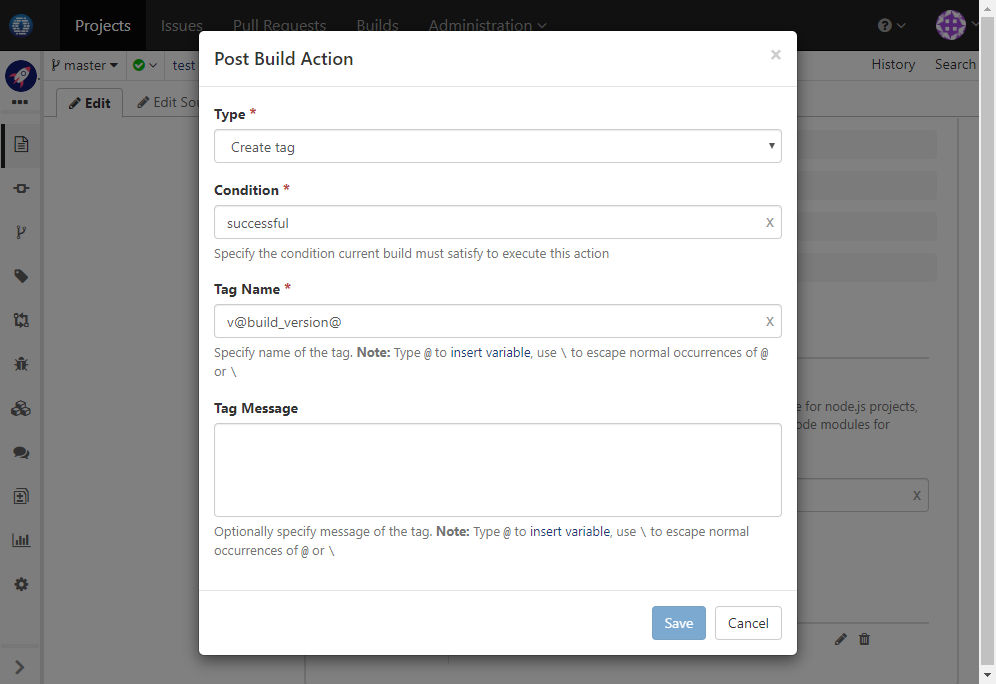 Projects Issues Pull Requests Builds Administration
master test History Search
Edit Edit Sou
Post Build Action ×
Type *
Create tag
Condition *
successful X
Specify the condition current build must satisfy to execute this action
Tag Name *
v@build_version@ X
Specify name of the tag. Note: Type @ to insert variable, use \ to escape normal occurrences of @
or \
Tag Message
Optionally specify message of the tag. Note: Type @ to insert variable, use \ to escape normal
occurrences of @ or \
Save Cancel
e for node.js projects,
ode modules for
X